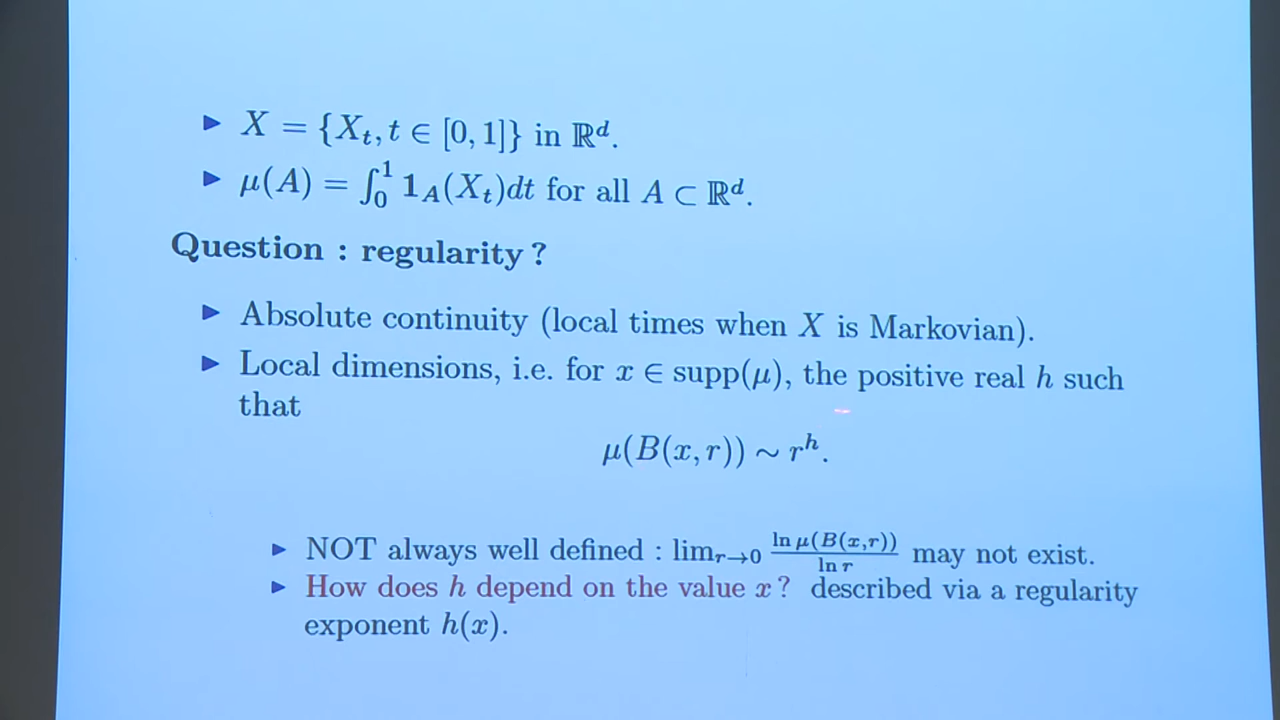 ► X = {X_t, t ∈ [0, 1]} in ℝ^d.
► μ(A) = ∫_0^1 1_A(X_t)dt for all A ⊂ ℝ^d.
Question : regularity ?
► Absolute continuity (local times when X is Markovian).
► Local dimensions, i.e. for x ∈ supp(μ), the positive real h such
that
μ(B(x, r)) ∼ r^h.
► NOT always well defined : lim_{r→0} ln μ(B(x,r)) / ln r may not exist.
► How does h depend on the value x ? described via a regularity
exponent h(x).